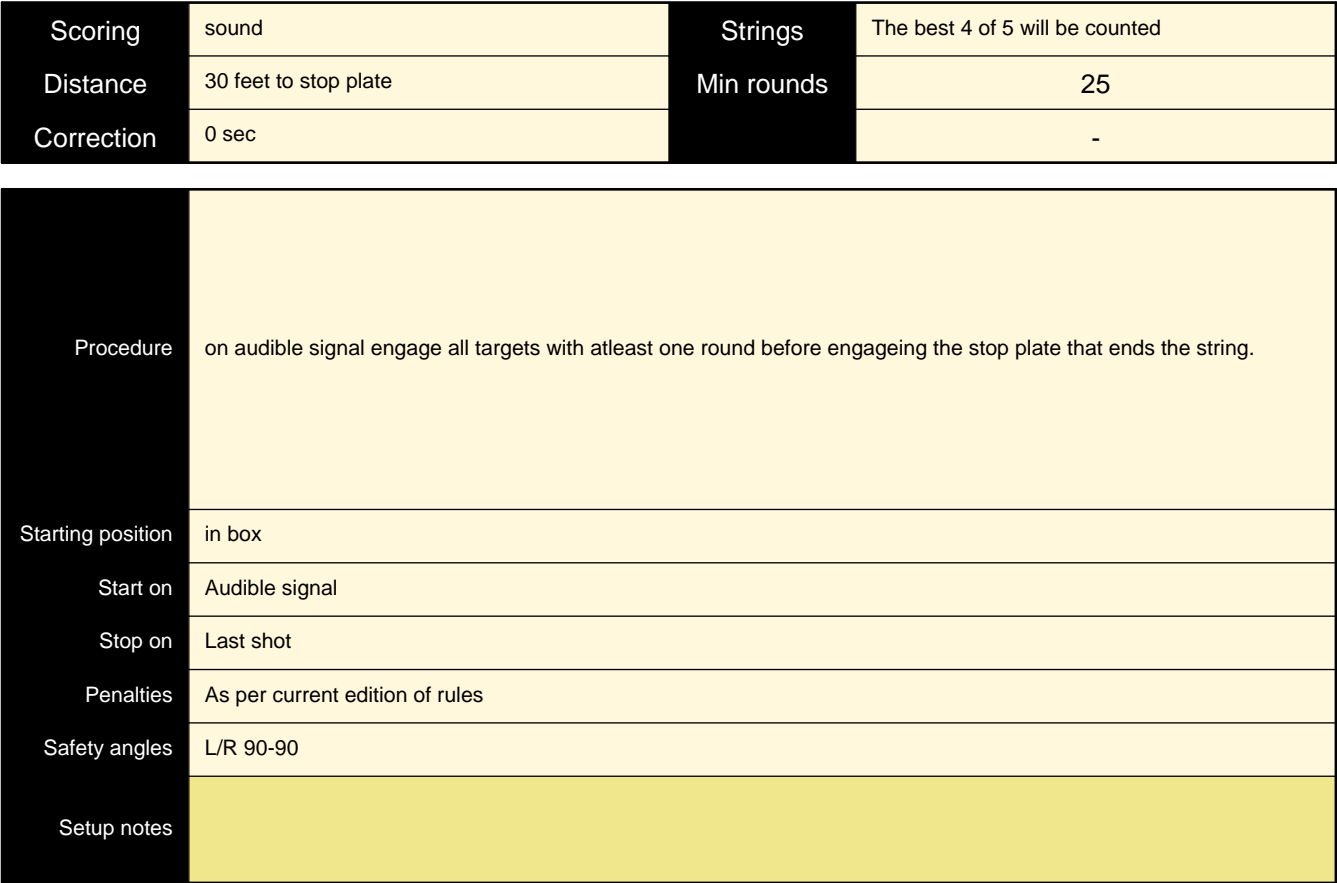 Scoring sound Strings The best 4 of 5 will be counted
Distance 30 feet to stop plate Min rounds 25
Correction 0 sec -
Procedure on audible signal engage all targets with atleast one round before engageing the stop plate that ends the string.
Starting position in box
Start on Audible signal
Stop on Last shot
Penalties As per current edition of rules
Safety angles L/R 90-90
Setup notes